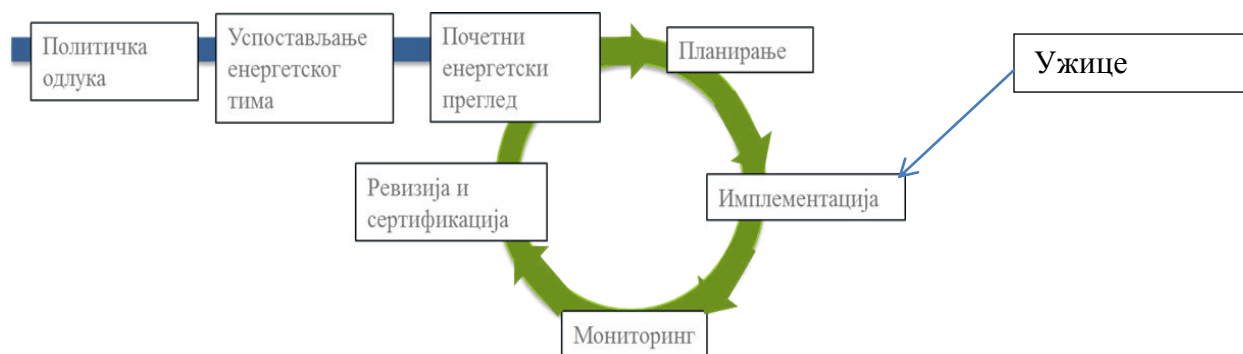 Политичка
одлука
Успостављање
енергетског
тима
Почетни
енергетски
преглед
Планирање
Ужице
Имплементација
Мониторинг
Ревизија и
сертификација